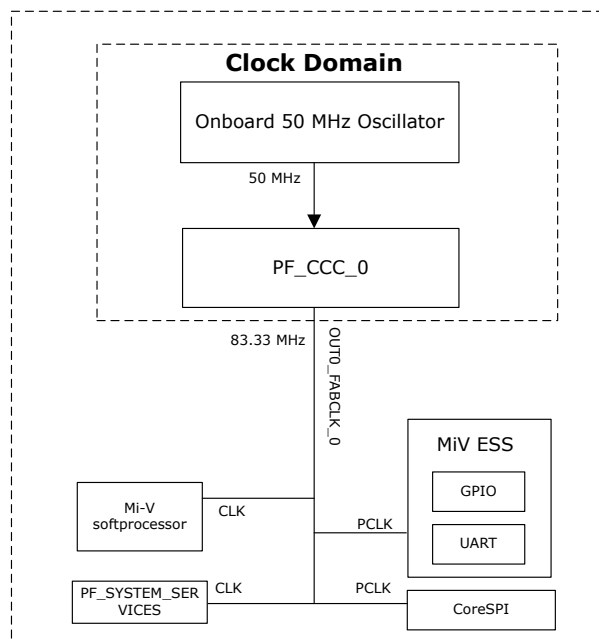 Clock Domain
Onboard 50 MHz Oscillator
50 MHz
PF_CCC_0
83.33 MHz
OUT0_FABCLK_0
MiV ESS
GPIO
UART
Mi-V
softprocessor
CLK
PCLK
PF_SYSTEM_SER
VICES
CLK
PCLK
CoreSPI